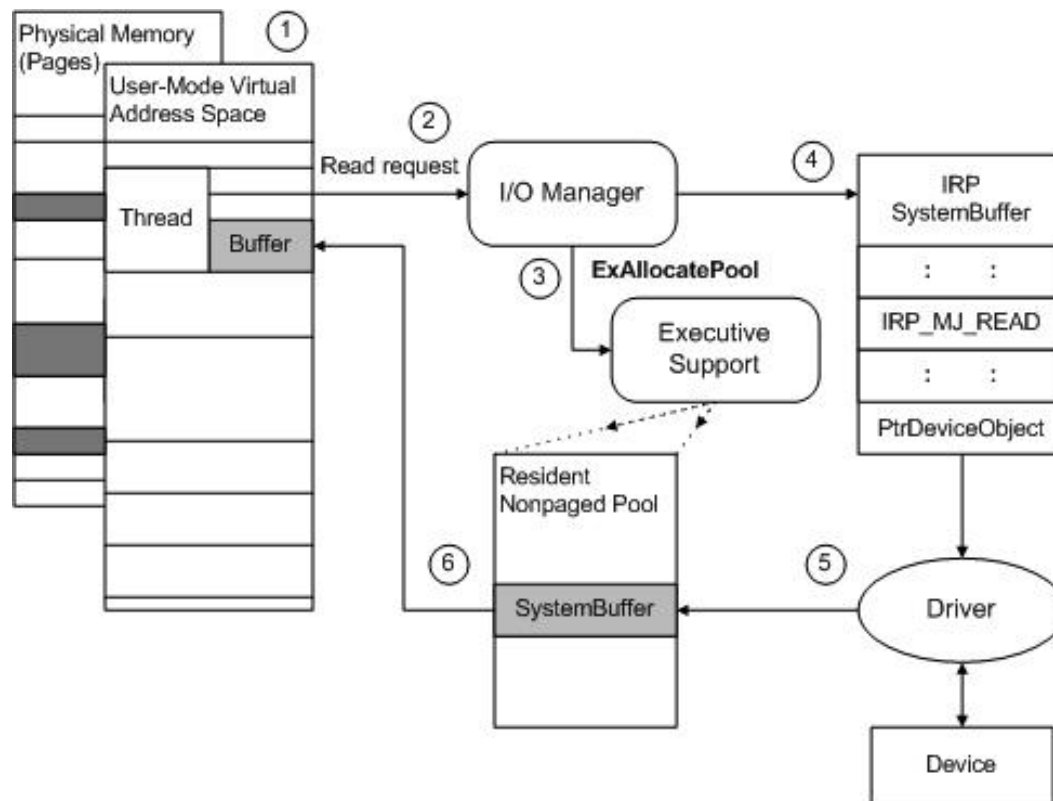 Physical Memory
(Pages)
1
User-Mode Virtual
Address Space
2
Read request
I/O Manager
4
IRP
SystemBuffer
Thread
Buffer
3
ExAllocatePool
: :
IRP_MJ_READ
Executive
Support
: :
PtrDeviceObject
Resident
Nonpaged Pool
6
5
SystemBuffer
Driver
Device